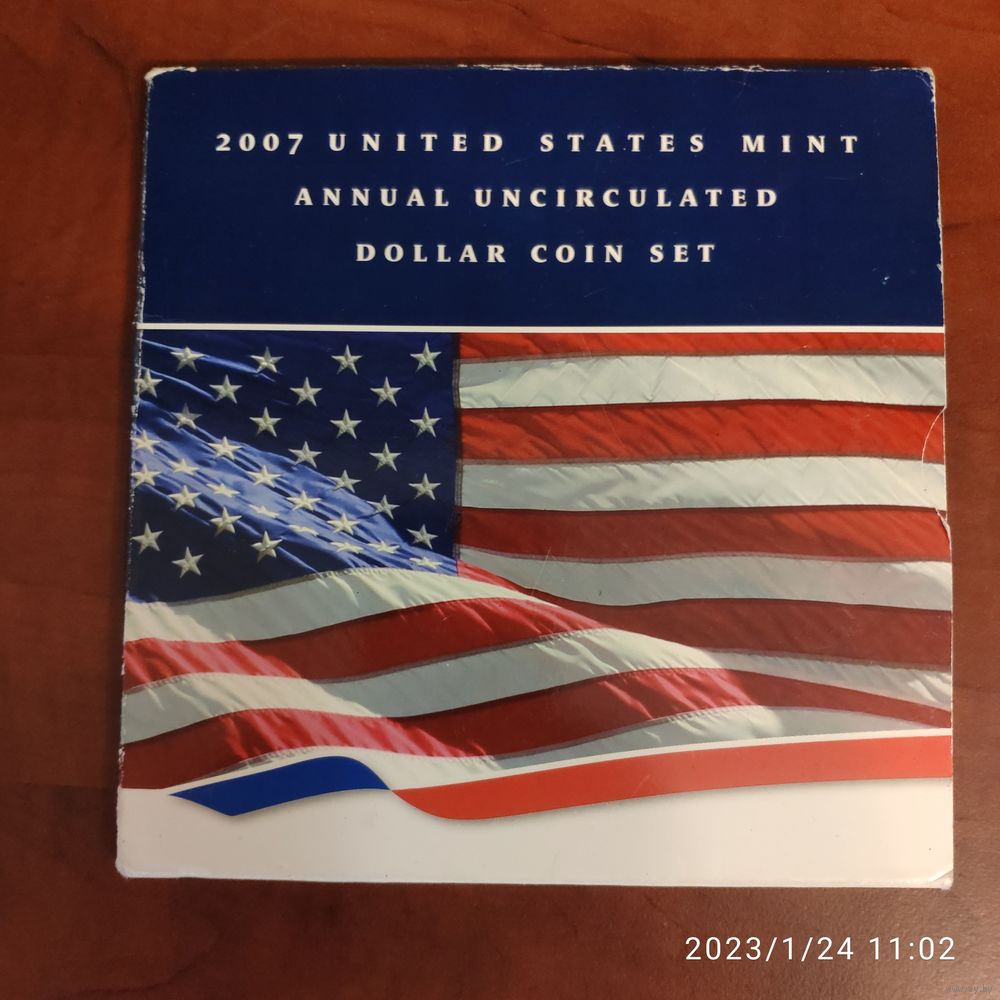 2007 UNITED STATES MINT
ANNUAL UNCIRCULATED
DOLLAR COIN SET
2023/1/24 11:02